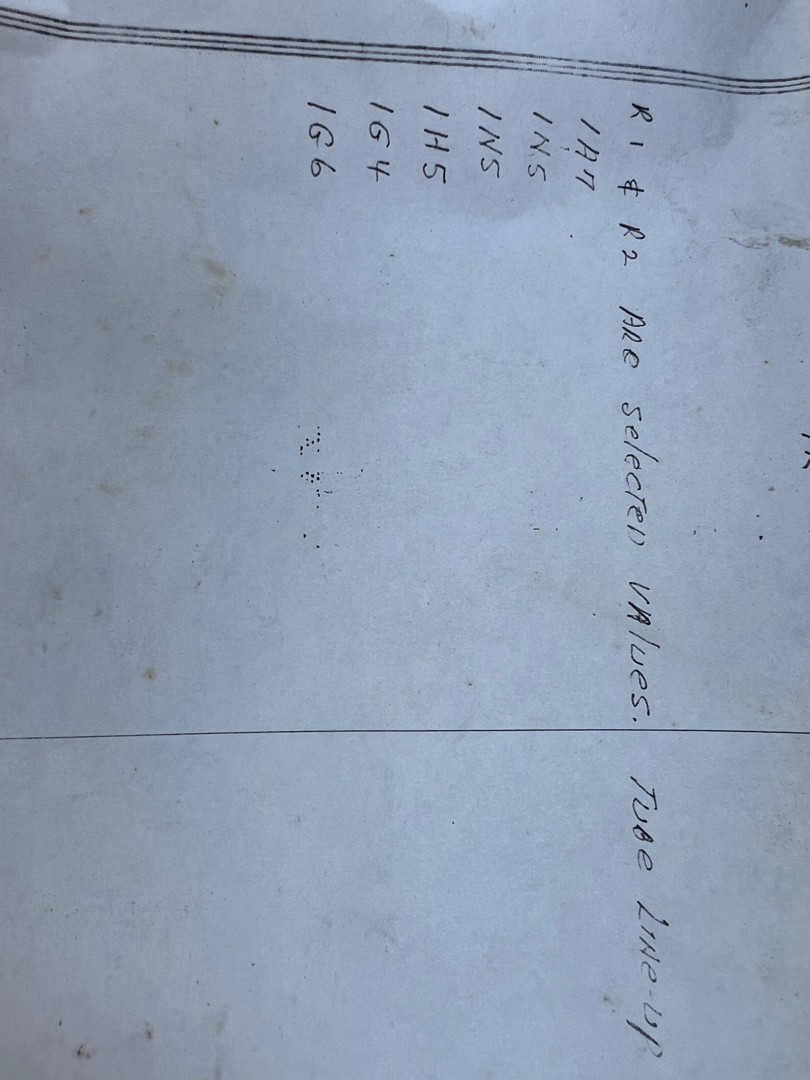 R1 & R2 ARe SelecTeD VAlues. TuBe LiNe-up
1A7
1N5
1N5
1H5
1G4
1G6